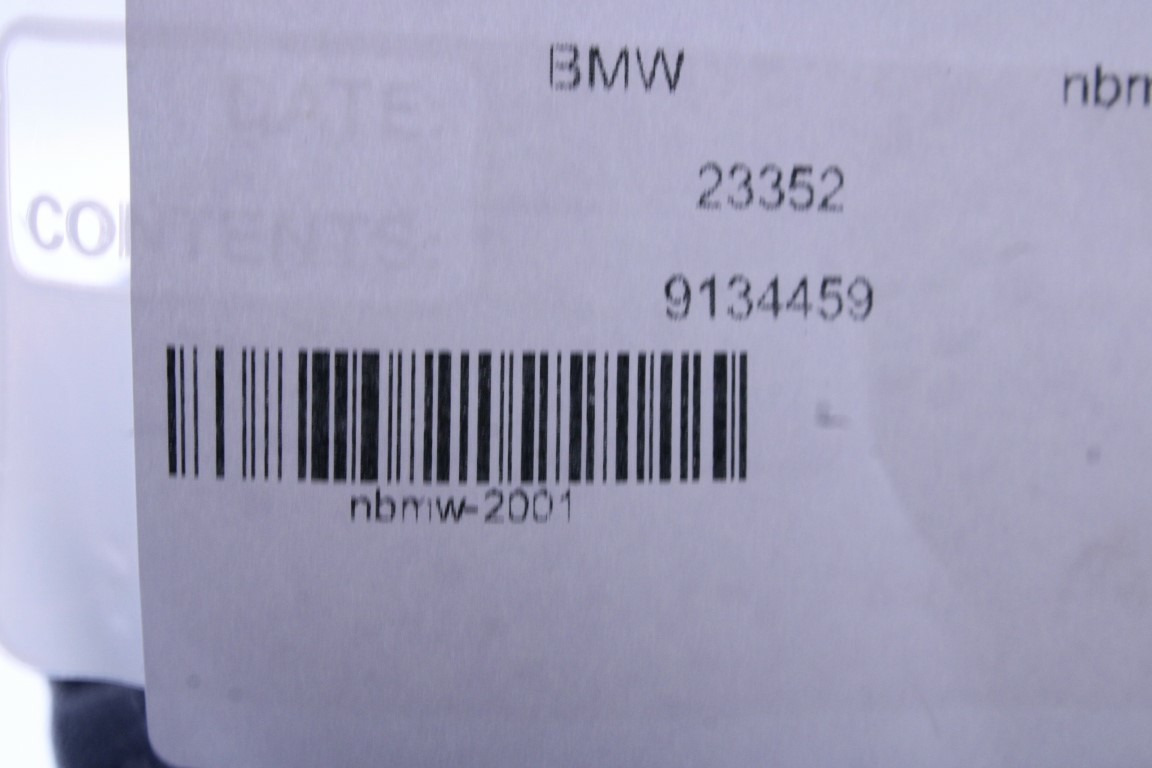 BMW nbm
DATE:
23352
CONTENTS:
9134459
nbmw-2001